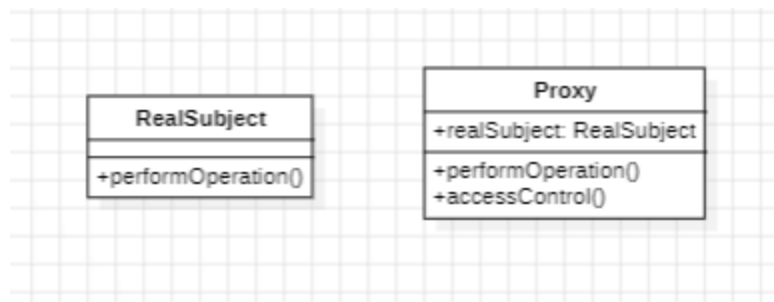 RealSubject
+performOperation()
Proxy
+realSubject: RealSubject
+performOperation()
+accessControl()